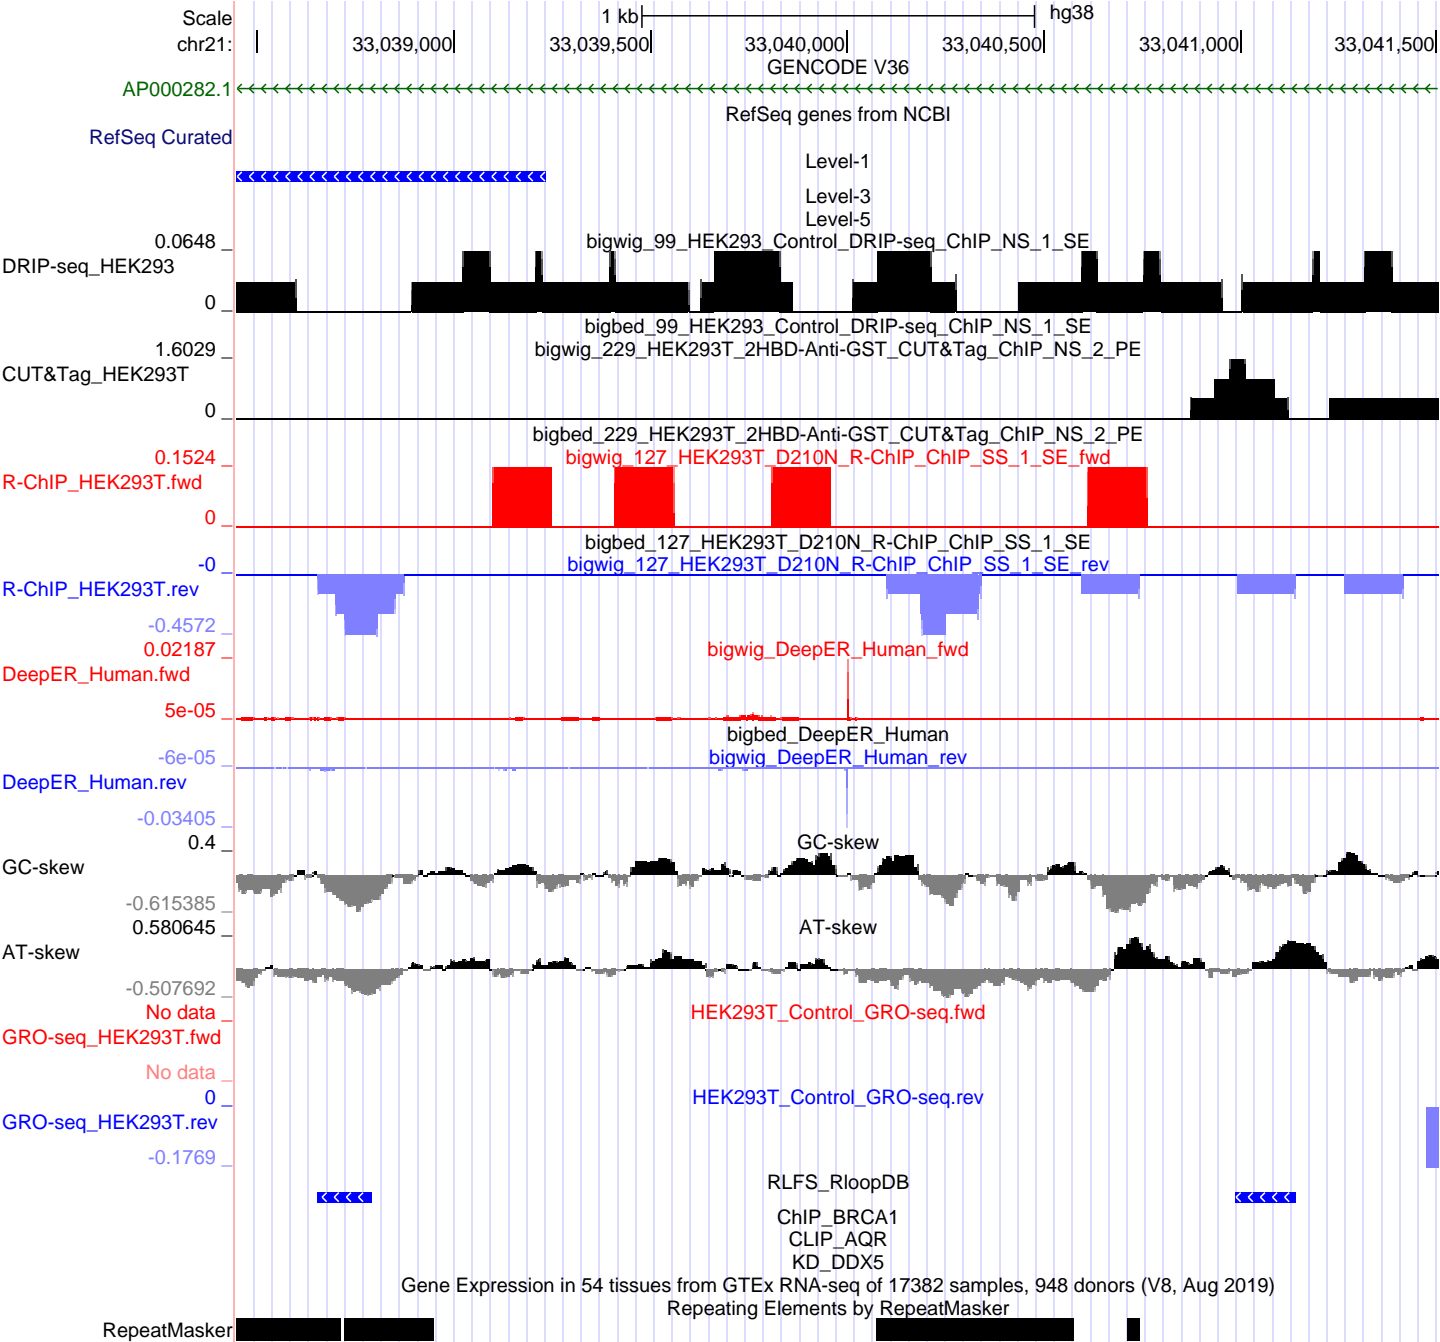 Scale 1 kb hg38
chr21: 33,039,000 33,039,500 33,040,000 33,040,500 33,041,000 33,041,500
GENCODE V36
AP000282.1
RefSeq genes from NCBI
RefSeq Curated
Level-1
Level-3
Level-5
0.0648 bigwig_99_HEK293_Control_DRIP-seq_ChIP_NS_1_SE
DRIP-seq_HEK293
0
bigbed_99_HEK293_Control_DRIP-seq_ChIP_NS_1_SE
1.6029 bigwig_229_HEK293T_2HBD-Anti-GST_CUT&Tag_ChIP_NS_2_PE
CUT&Tag_HEK293T
0
bigbed_229_HEK293T_2HBD-Anti-GST_CUT&Tag_ChIP_NS_2_PE
0.1524 bigwig_127_HEK293T_D210N_R-ChIP_ChIP_SS_1_SE_fwd
R-ChIP_HEK293T.fwd
0
bigbed_127_HEK293T_D210N_R-ChIP_ChIP_SS_1_SE
-0 bigwig_127_HEK293T_D210N_R-ChIP_ChIP_SS_1_SE_rev
R-ChIP_HEK293T.rev
-0.4572
0.02187 bigwig_DeepER_Human_fwd
DeepER_Human.fwd
5e-05
bigbed_DeepER_Human
-6e-05 bigwig_DeepER_Human_rev
DeepER_Human.rev
-0.03405
0.4 GC-skew
GC-skew
-0.615385
0.580645 AT-skew
AT-skew
-0.507692
No data HEK293T_Control_GRO-seq.fwd
GRO-seq_HEK293T.fwd
No data
0 HEK293T_Control_GRO-seq.rev
GRO-seq_HEK293T.rev
-0.1769
RLFS_RloopDB
ChIP_BRCA1
CLIP_AQR
KD_DDX5
Gene Expression in 54 tissues from GTEx RNA-seq of 17382 samples, 948 donors (V8, Aug 2019)
Repeating Elements by RepeatMasker
RepeatMasker